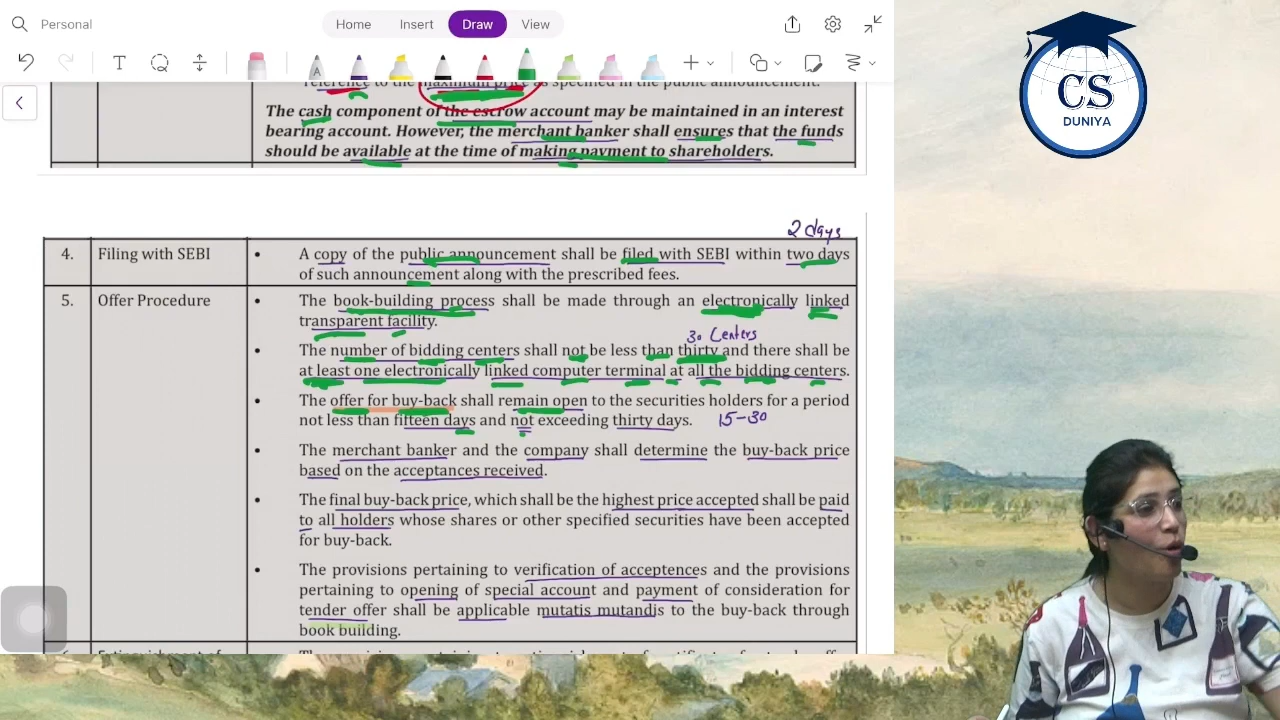 Personal
Home Insert Draw View
reference to the maximum price as specified in the public announcement.
The cash component of the escrow account may be maintained in an interest
bearing account. However, the merchant banker shall ensures that the funds
should be available at the time of making payment to shareholders.
2 days
4. Filing with SEBI • A copy of the public announcement shall be filed with SEBI within two days
of such announcement along with the prescribed fees.
5. Offer Procedure • The book-building process shall be made through an electronically linked
transparent facility.
30 Centers
• The number of bidding centers shall not be less than thirty and there shall be
at least one electronically linked computer terminal at all the bidding centers.
• The offer for buy-back shall remain open to the securities holders for a period
not less than fifteen days and not exceeding thirty days. 15-30
• The merchant banker and the company shall determine the buy-back price
based on the acceptances received.
• The final buy-back price, which shall be the highest price accepted shall be paid
to all holders whose shares or other specified securities have been accepted
for buy-back.
• The provisions pertaining to verification of acceptences and the provisions
pertaining to opening of special account and payment of consideration for
tender offer shall be applicable mutatis mutandis to the buy-back through
book building.
CS
DUNIYA